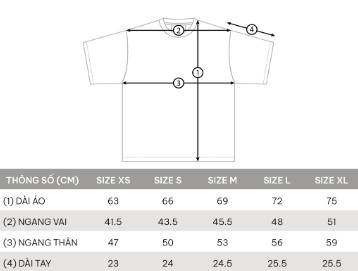 2
4
1
3
THÔNG SỐ (CM) SIZE XS SIZE S SIZE M SIZE L SIZE XL
(1) DÀI ÁO 63 66 69 72 75
(2) NGANG VAI 41.5 43.5 45.5 48 51
(3) NGANG THÂN 47 50 53 56 59
(4) DÀI TAY 23 24 24.5 25.5 25.5